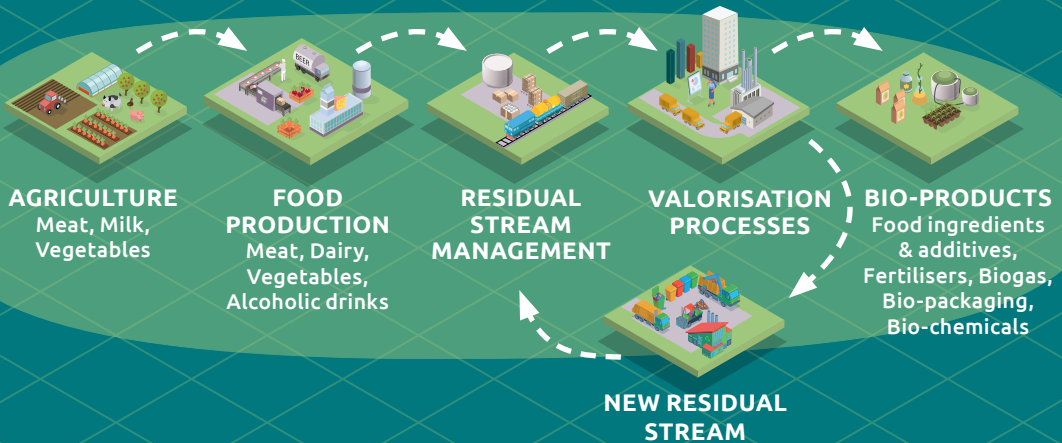 BEER
AGRICULTURE
Meat, Milk,
Vegetables
FOOD
PRODUCTION
Meat, Dairy,
Vegetables,
Alcoholic drinks
RESIDUAL
STREAM
MANAGEMENT
VALORISATION
PROCESSES
BIO-PRODUCTS
Food ingredients
& additives,
Fertilisers, Biogas,
Bio-packaging,
Bio-chemicals
NEW RESIDUAL
STREAM